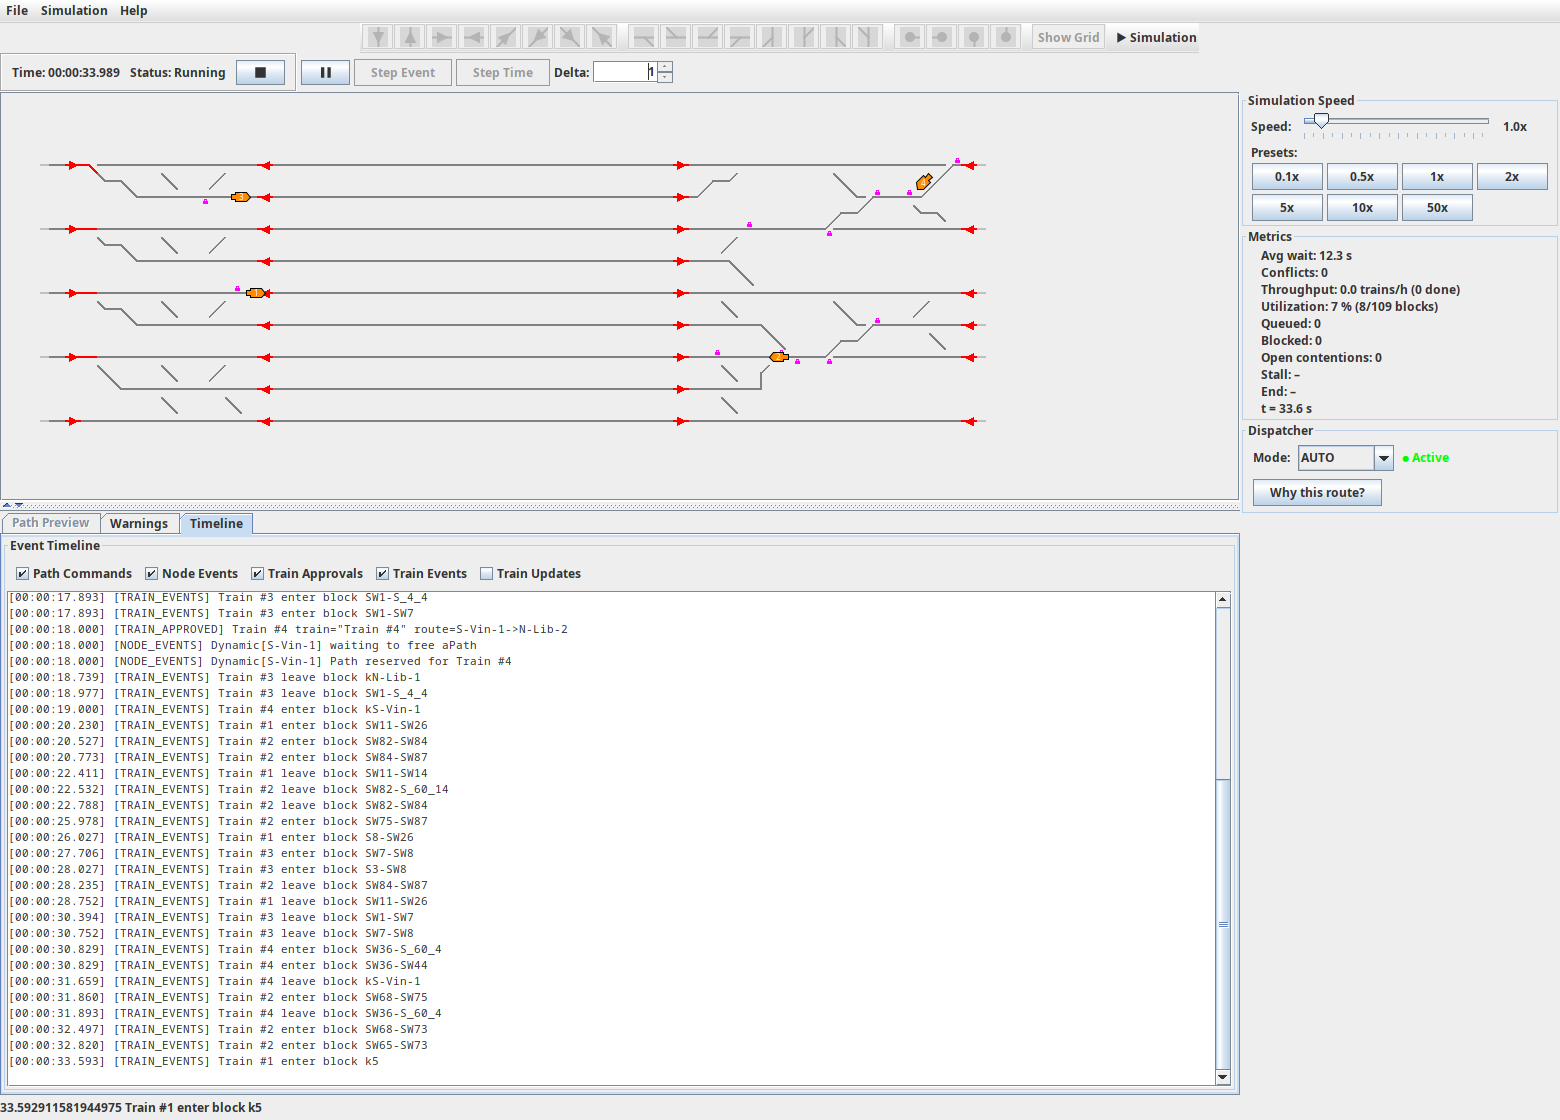 File Simulation Help
Show Grid Simulation
Time: 00:00:33.989 Status: Running Step Event Step Time Delta: 1
Simulation Speed
Speed: 1.0x
Presets:
0.1x 0.5x 1x 2x
5x 10x 50x
Metrics
Avg wait: 12.3 s
Conflicts: 0
Throughput: 0.0 trains/h (0 done)
Utilization: 7 % (8/109 blocks)
Queued: 0
Blocked: 0
Open contentions: 0
Stall: –
End: –
t = 33.6 s
Dispatcher
Mode: AUTO Active
Why this route?
3
1
2
Path Preview Warnings Timeline
Event Timeline
Path Commands Node Events Train Approvals Train Events Train Updates
[00:00:17.893] [TRAIN_EVENTS] Train #3 enter block SW1-S_4_4
[00:00:17.893] [TRAIN_EVENTS] Train #3 enter block SW1-SW7
[00:00:18.000] [TRAIN_APPROVED] Train #4 train="Train #4" route=S-Vin-1->N-Lib-2
[00:00:18.000] [NODE_EVENTS] Dynamic[S-Vin-1] waiting to free aPath
[00:00:18.000] [NODE_EVENTS] Dynamic[S-Vin-1] Path reserved for Train #4
[00:00:18.739] [TRAIN_EVENTS] Train #3 leave block kN-Lib-1
[00:00:18.977] [TRAIN_EVENTS] Train #3 leave block SW1-S_4_4
[00:00:19.000] [TRAIN_EVENTS] Train #4 enter block kS-Vin-1
[00:00:20.230] [TRAIN_EVENTS] Train #1 enter block SW11-SW26
[00:00:20.527] [TRAIN_EVENTS] Train #2 enter block SW82-SW84
[00:00:20.773] [TRAIN_EVENTS] Train #2 enter block SW84-SW87
[00:00:22.411] [TRAIN_EVENTS] Train #1 leave block SW11-SW14
[00:00:22.532] [TRAIN_EVENTS] Train #2 leave block SW82-S_60_14
[00:00:22.788] [TRAIN_EVENTS] Train #2 leave block SW82-SW84
[00:00:25.978] [TRAIN_EVENTS] Train #2 enter block SW75-SW87
[00:00:26.027] [TRAIN_EVENTS] Train #1 enter block S8-SW26
[00:00:27.706] [TRAIN_EVENTS] Train #3 enter block SW7-SW8
[00:00:28.027] [TRAIN_EVENTS] Train #3 enter block S3-SW8
[00:00:28.235] [TRAIN_EVENTS] Train #2 leave block SW84-SW87
[00:00:28.752] [TRAIN_EVENTS] Train #1 leave block SW11-SW26
[00:00:30.394] [TRAIN_EVENTS] Train #3 leave block SW1-SW7
[00:00:30.752] [TRAIN_EVENTS] Train #3 leave block SW7-SW8
[00:00:30.829] [TRAIN_EVENTS] Train #4 enter block SW36-S_60_4
[00:00:30.829] [TRAIN_EVENTS] Train #4 enter block SW36-SW44
[00:00:31.659] [TRAIN_EVENTS] Train #4 leave block kS-Vin-1
[00:00:31.860] [TRAIN_EVENTS] Train #2 enter block SW68-SW75
[00:00:31.893] [TRAIN_EVENTS] Train #4 leave block SW36-S_60_4
[00:00:32.497] [TRAIN_EVENTS] Train #2 enter block SW68-SW73
[00:00:32.820] [TRAIN_EVENTS] Train #2 enter block SW65-SW73
[00:00:33.593] [TRAIN_EVENTS] Train #1 enter block k5
33.592911581944975 Train #1 enter block k5